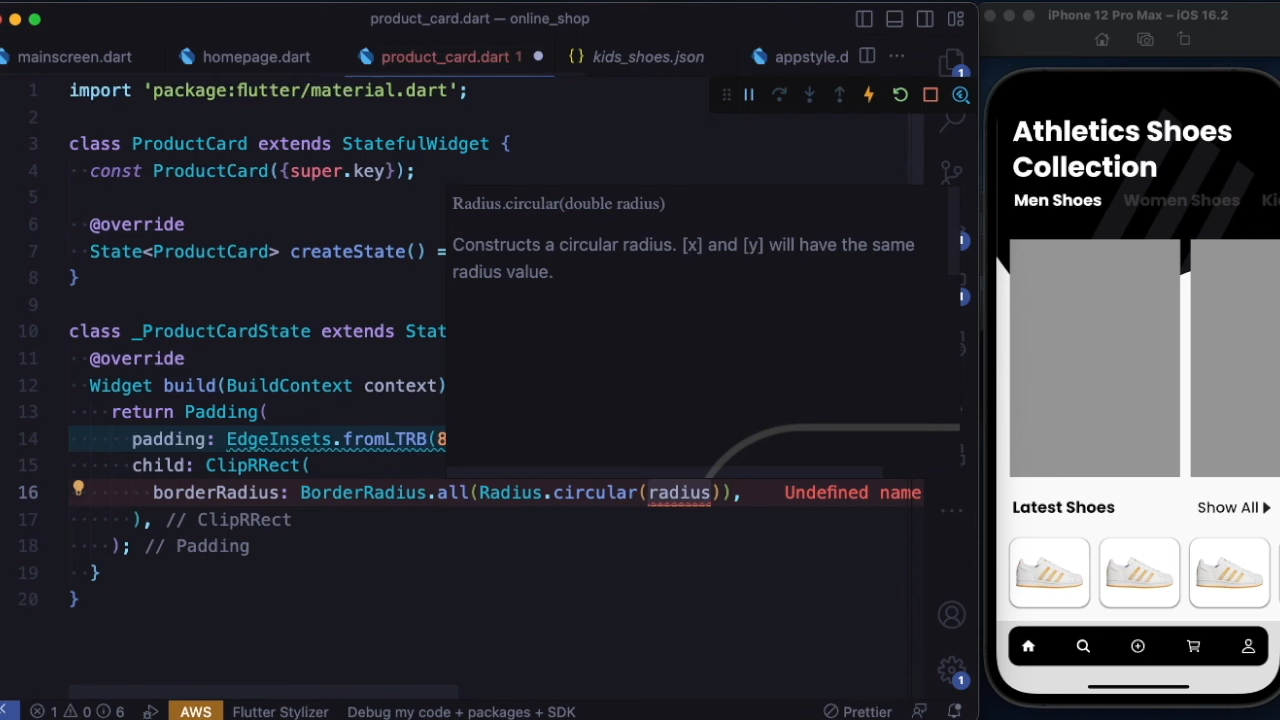 product_card.dart — online_shop
mainscreen.dart
homepage.dart
product_card.dart 1
kids_shoes.json
appstyle.d
1 import 'package:flutter/material.dart';
2
3 class ProductCard extends StatefulWidget {
4 const ProductCard({super.key});
5
6 @override
7 State<ProductCard> createState() =
8 }
9
10 class _ProductCardState extends Stat
11 @override
12 Widget build(BuildContext context)
13 return Padding(
14 padding: EdgeInsets.fromLTRB(8
15 child: ClipRRect(
16 borderRadius: BorderRadius.all(Radius.circular(radius)), Undefined name
17 ), // ClipRRect
18 ); // Padding
19 }
20 }
Radius.circular(double radius)
Constructs a circular radius. [x] and [y] will have the same
radius value.
1
1
1 0 6
AWS
Flutter Stylizer
Debug my code + packages + SDK
Prettier
iPhone 12 Pro Max – iOS 16.2
Athletics Shoes
Collection
Men Shoes
Women Shoes
Ki
Latest Shoes
Show All